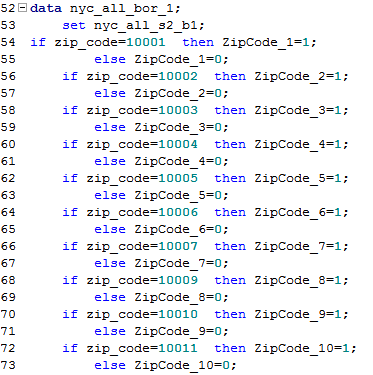 52 data nyc_all_bor_1;
53 set nyc_all_s2_b1;
54 if zip_code=10001 then ZipCode_1=1;
55 else ZipCode_1=0;
56 if zip_code=10002 then ZipCode_2=1;
57 else ZipCode_2=0;
58 if zip_code=10003 then ZipCode_3=1;
59 else ZipCode_3=0;
60 if zip_code=10004 then ZipCode_4=1;
61 else ZipCode_4=0;
62 if zip_code=10005 then ZipCode_5=1;
63 else ZipCode_5=0;
64 if zip_code=10006 then ZipCode_6=1;
65 else ZipCode_6=0;
66 if zip_code=10007 then ZipCode_7=1;
67 else ZipCode_7=0;
68 if zip_code=10009 then ZipCode_8=1;
69 else ZipCode_8=0;
70 if zip_code=10010 then ZipCode_9=1;
71 else ZipCode_9=0;
72 if zip_code=10011 then ZipCode_10=1;
73 else ZipCode_10=0;